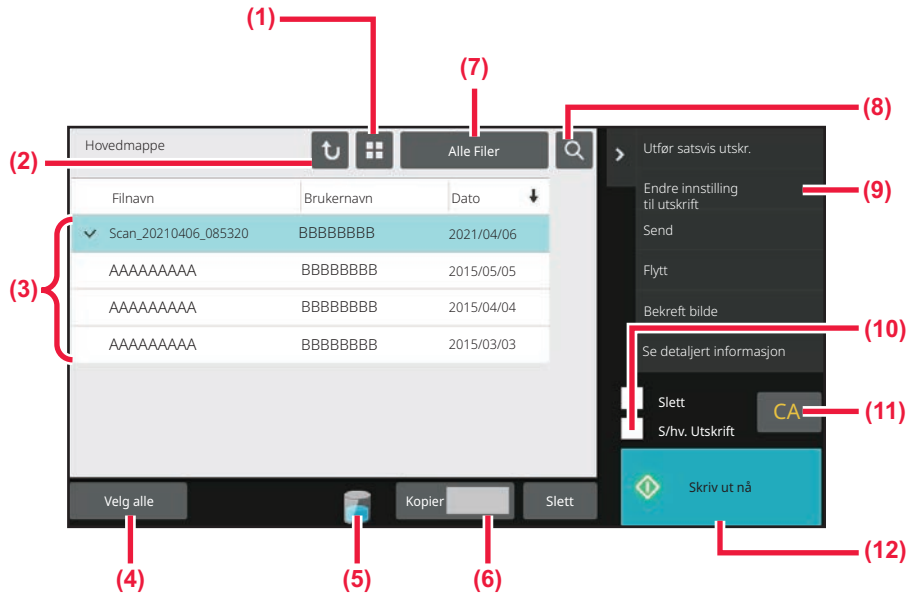 (1)
(7)
(8)
Hovedmappe
Alle Filer
(2)
Utfør satsvis utskr.
Filnavn Brukernavn Dato
Endre innstilling
til utskrift
(9)
Scan_20210406_085320 BBBBBBBB 2021/04/06
Send
(3)
AAAAAAAAA BBBBBBBB 2015/05/05
Flytt
AAAAAAAAA BBBBBBBB 2015/04/04
Bekreft bilde
(10)
AAAAAAAAA BBBBBBBB 2015/03/03
Se detaljert informasjon
Slett
CA
(11)
S/hv. Utskrift
Velg alle
Kopier
Slett
Skriv ut nå
(12)
(4)
(5)
(6)